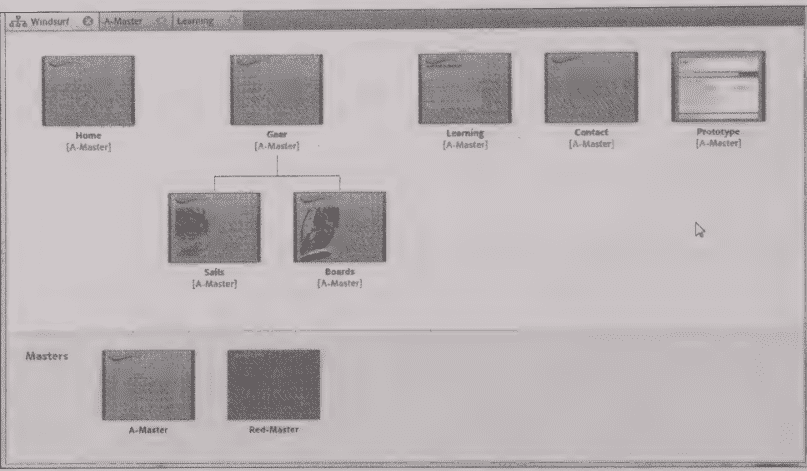 Windsurf A-Master Learning
Home Gear Learning Contact Prototype
[A-Master] [A-Master] [A-Master] [A-Master] [A-Master]
Sails Boards
[A-Master] [A-Master]
Masters
A-Master Red-Master